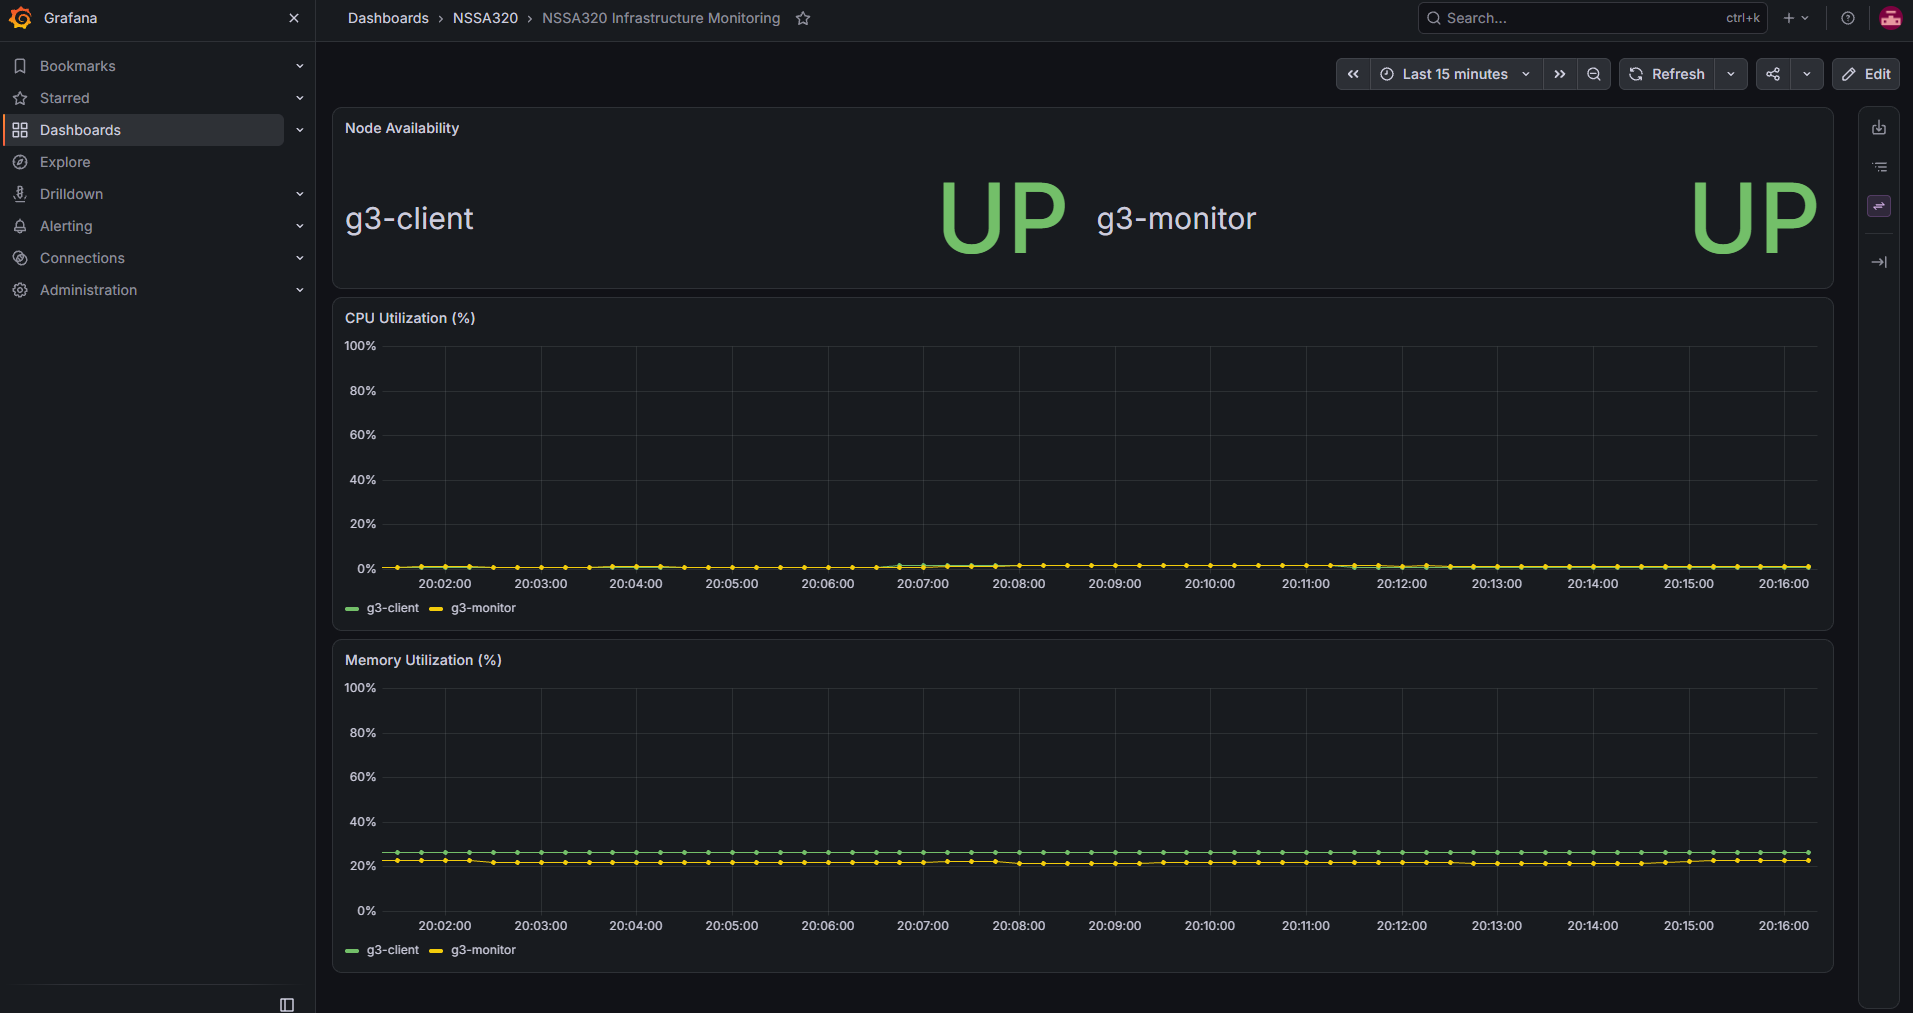 Grafana
Dashboards › NSSA320 › NSSA320 Infrastructure Monitoring
Search... ctrl+k
Bookmarks
Starred
Dashboards
Explore
Drilldown
Alerting
Connections
Administration
Last 15 minutes
Refresh
Edit
Node Availability
g3-client UP g3-monitor UP
CPU Utilization (%)
100%
80%
60%
40%
20%
0%
20:02:00 20:03:00 20:04:00 20:05:00 20:06:00 20:07:00 20:08:00 20:09:00 20:10:00 20:11:00 20:12:00 20:13:00 20:14:00 20:15:00 20:16:00
g3-client g3-monitor
Memory Utilization (%)
100%
80%
60%
40%
20%
0%
20:02:00 20:03:00 20:04:00 20:05:00 20:06:00 20:07:00 20:08:00 20:09:00 20:10:00 20:11:00 20:12:00 20:13:00 20:14:00 20:15:00 20:16:00
g3-client g3-monitor